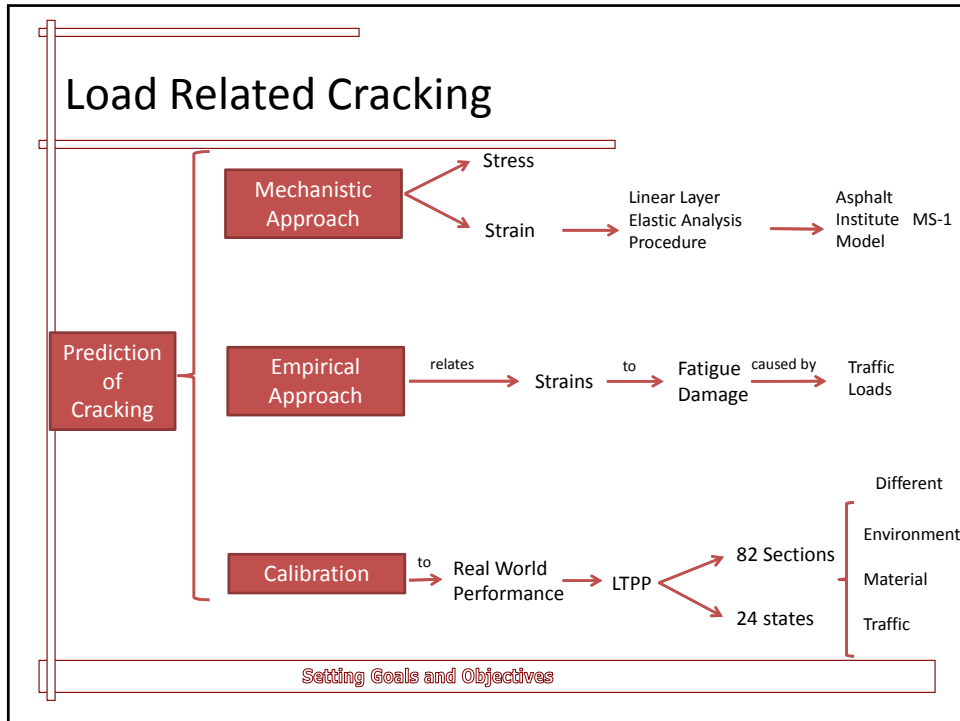 Load Related Cracking
Prediction
of
Cracking
Mechanistic
Approach
Stress
Strain
Linear Layer
Elastic Analysis
Procedure
Asphalt
Institute MS-1
Model
Empirical
Approach
relates
Strains
to
Fatigue
Damage
caused by
Traffic
Loads
Calibration
to
Real World
Performance
LTPP
82 Sections
24 states
Different
Environment
Material
Traffic
Setting Goals and Objectives